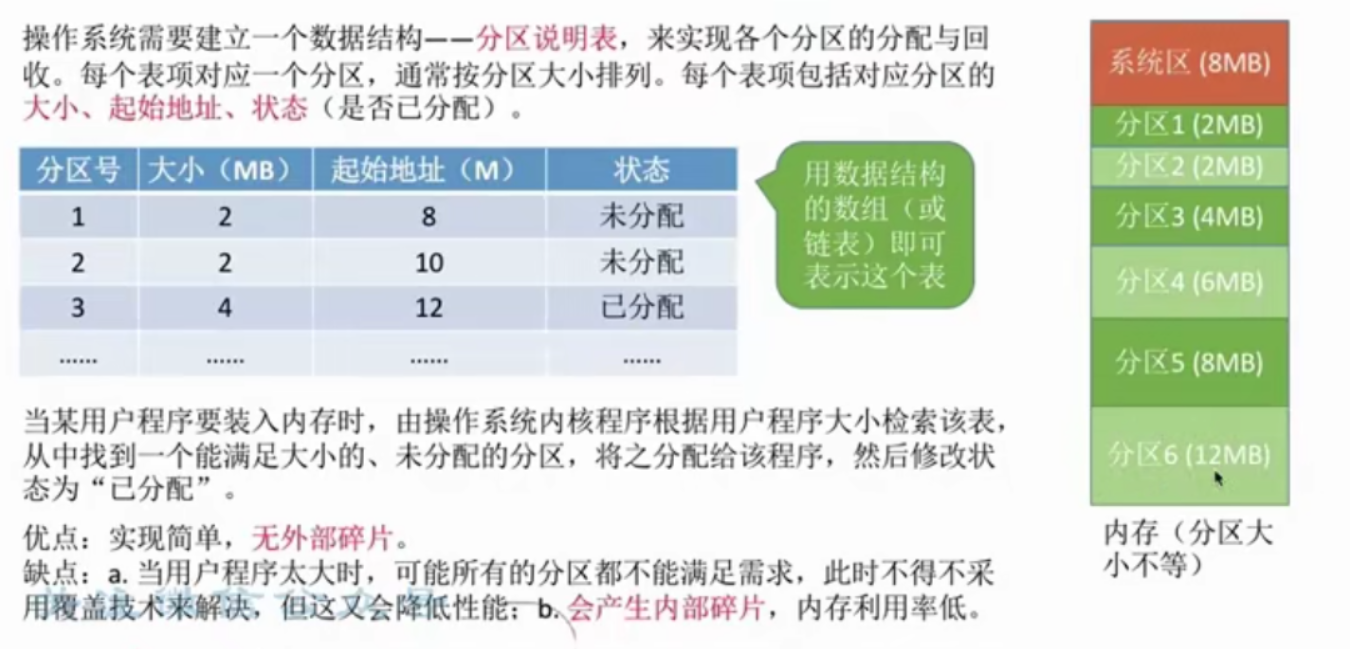 操作系统需要建立一个数据结构——分区说明表，来实现各个分区的分配与回
收。每个表项对应一个分区，通常按分区大小排列。每个表项包括对应分区的
大小、起始地址、状态（是否已分配）。
分区号 大小（MB） 起始地址（M） 状态
1 2 8 未分配
2 2 10 未分配
3 4 12 已分配
…… …… …… ……
用数据结构
的数组（或
链表）即可
表示这个表
当某用户程序要装入内存时，由操作系统内核程序根据用户程序大小检索该表，
从中找到一个能满足大小的、未分配的分区，将之分配给该程序，然后修改状
态为“已分配”。
优点：实现简单，无外部碎片。
缺点：a. 当用户程序太大时，可能所有的分区都不能满足需求，此时不得不采
用覆盖技术来解决，但这又会降低性能；b. 会产生内部碎片，内存利用率低。
系统区 (8MB)
分区1 (2MB)
分区2 (2MB)
分区3 (4MB)
分区4 (6MB)
分区5 (8MB)
分区6 (12MB)
内存（分区大
小不等）